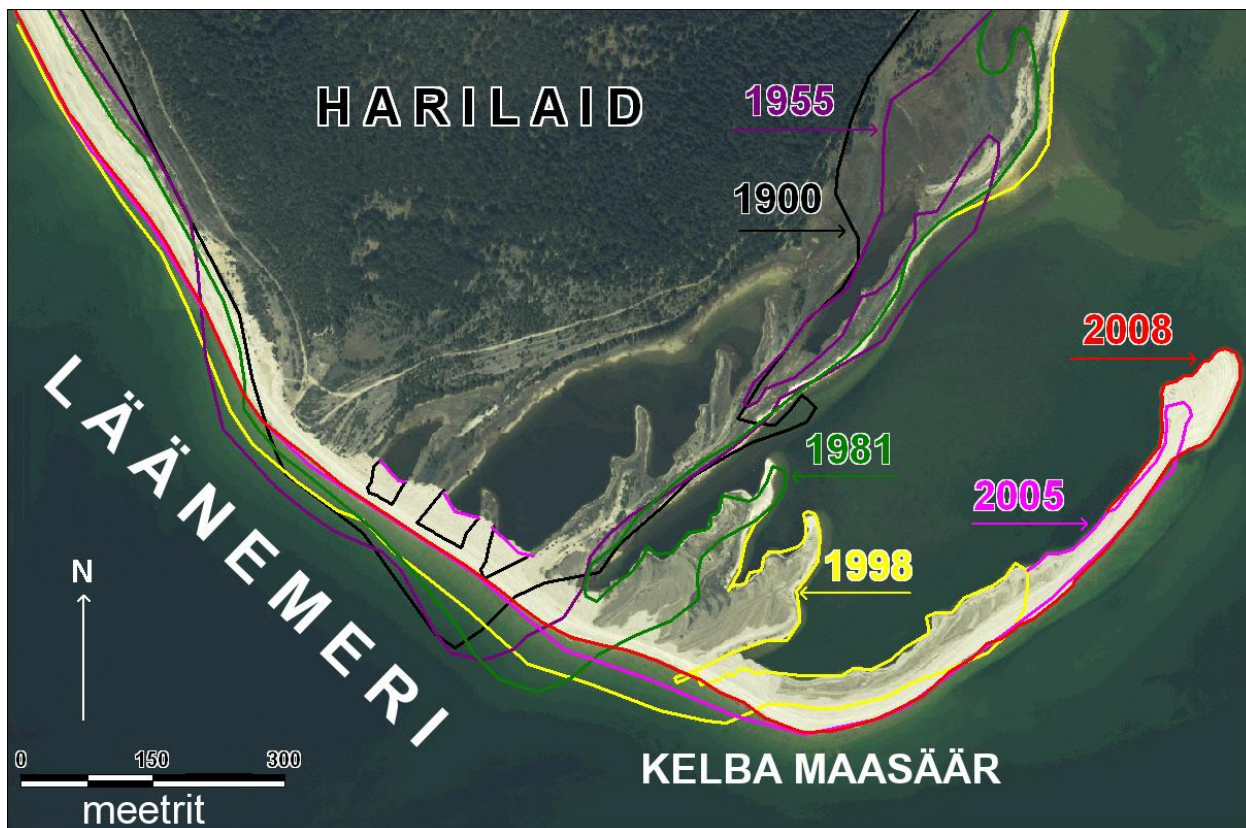 HARILAID
1955
1900
2008
1981
2005
1998
LÄÄNEMERI
N
KELBA MAASÄÄR
0 150 300
meetrit